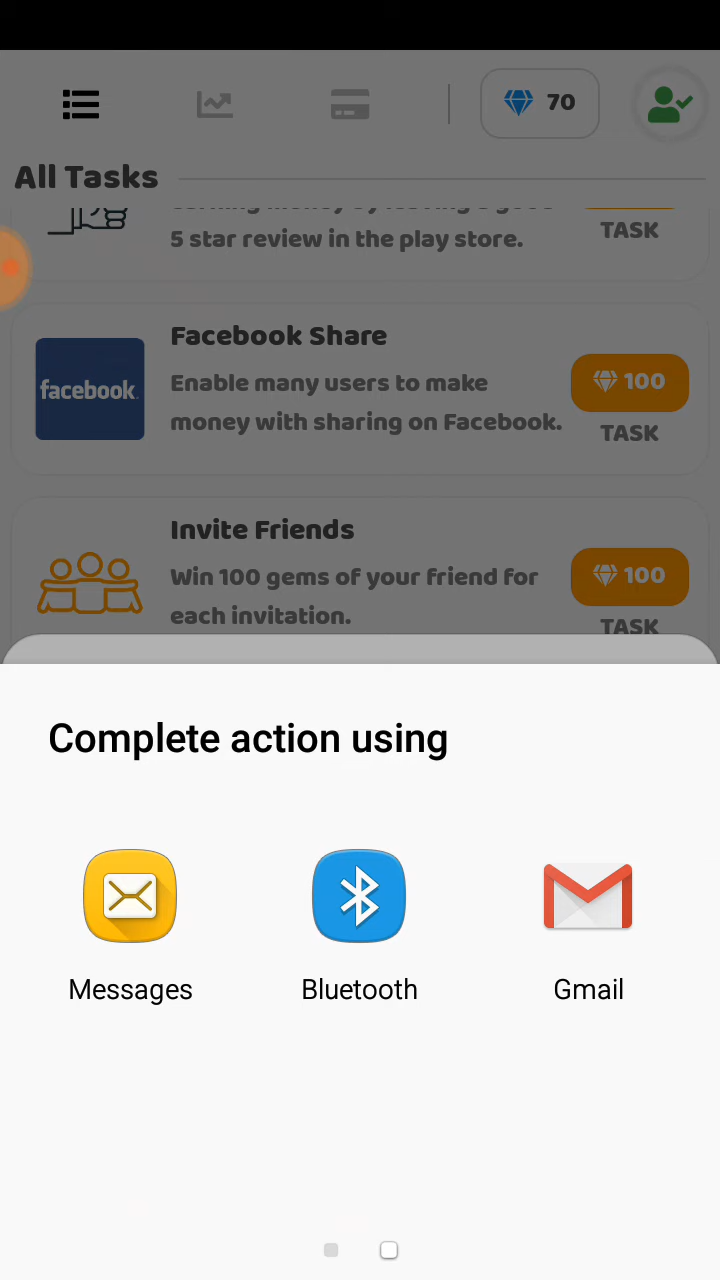 70
All Tasks
5 star review in the play store.
TASK
Facebook Share
facebook
Enable many users to make
money with sharing on Facebook.
100
TASK
Invite Friends
Win 100 gems of your friend for
each invitation.
100
TASK
Complete action using
Messages
Bluetooth
Gmail